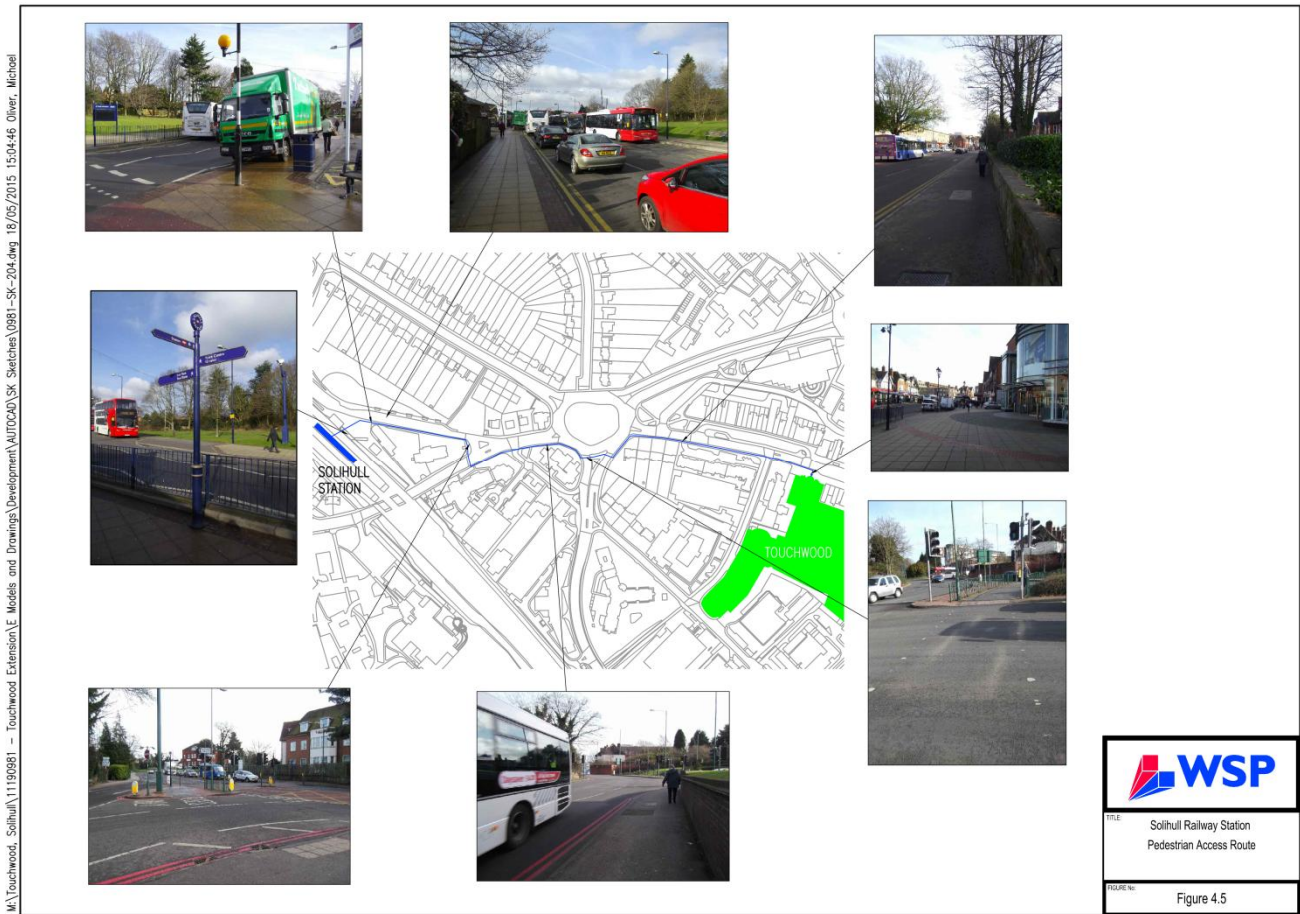 M:\Touchwood, Solihull\11190981 - Touchwood Extension\E Models and Drawings\Development\AUTOCAD\SK Sketches\0981-SK-204.dwg 18/05/2015 15:04:46 Oliver, Michael
SOLIHULL
STATION
TOUCHWOOD
WSP
TITLE:
Solihull Railway Station
Pedestrian Access Route
FIGURE No:
Figure 4.5